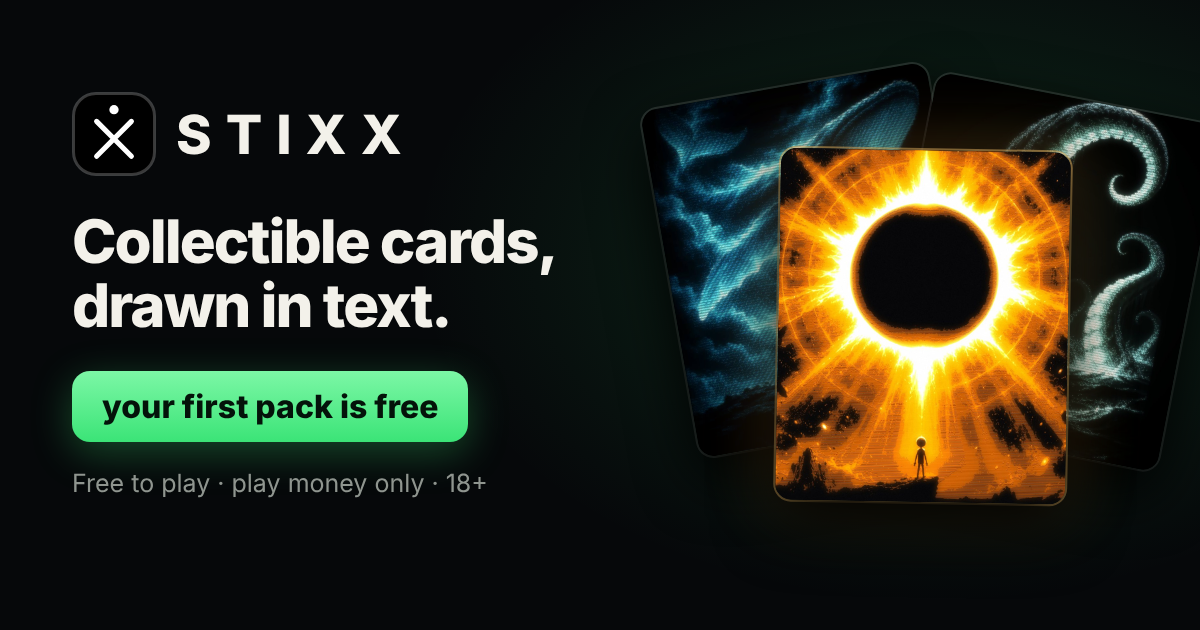 STIXX
Collectible cards,
drawn in text.
your first pack is free
Free to play · play money only · 18+